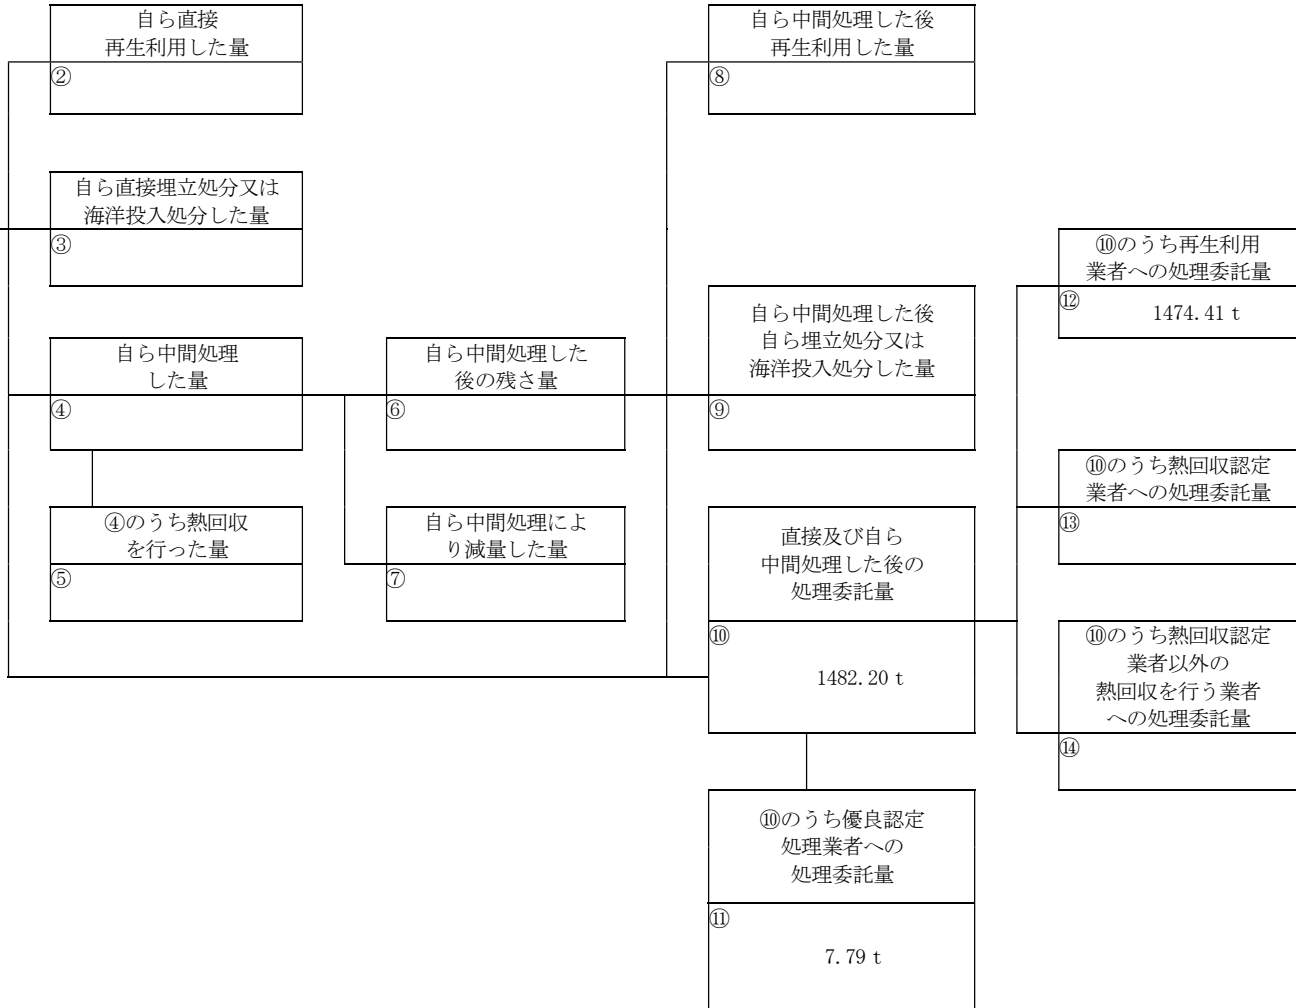 自ら直接
再生利用した量
②
自ら中間処理した後
再生利用した量
⑧
自ら直接埋立処分又は
海洋投入処分した量
③
⑩のうち再生利用
業者への処理委託量
⑫
1474.41 t
自ら中間処理した後
自ら埋立処分又は
海洋投入処分した量
⑨
自ら中間処理
した量
④
自ら中間処理した
後の残さ量
⑥
⑩のうち熱回収認定
業者への処理委託量
⑬
④のうち熱回収
を行った量
⑤
自ら中間処理によ
り減量した量
⑦
直接及び自ら
中間処理した後の
処理委託量
⑩
1482.20 t
⑩のうち熱回収認定
業者以外の
熱回収を行う業者
への処理委託量
⑭
⑩のうち優良認定
処理業者への
処理委託量
⑪
7.79 t